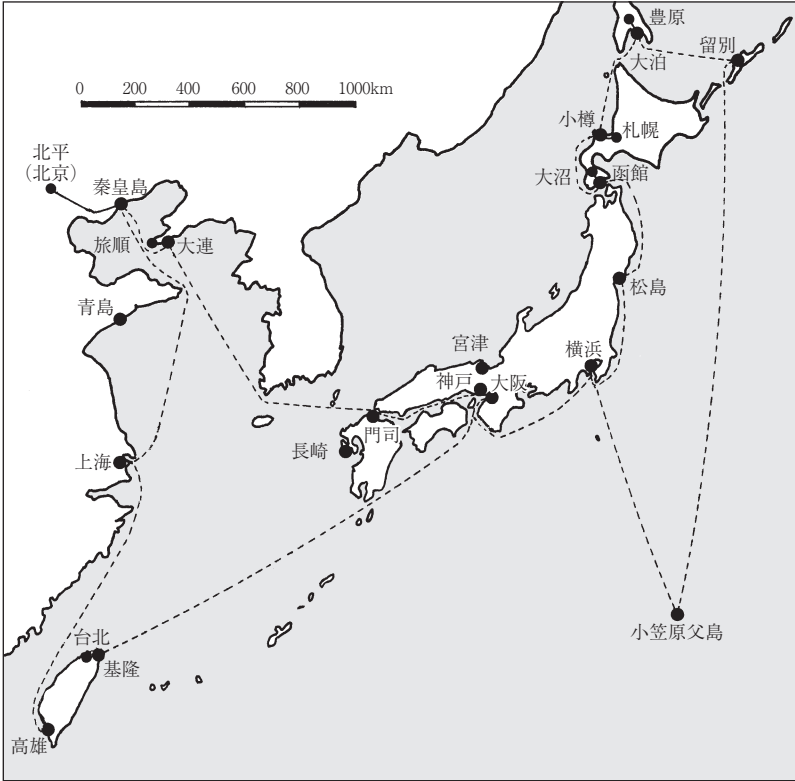 豊原
留別
大泊
0 200 400 600 800 1000km
小樽
札幌
北平
(北京)
秦皇島
大沼
函館
旅順
大連
松島
青島
宮津
横浜
神戸
大阪
門司
長崎
上海
小笠原父島
台北
基隆
高雄